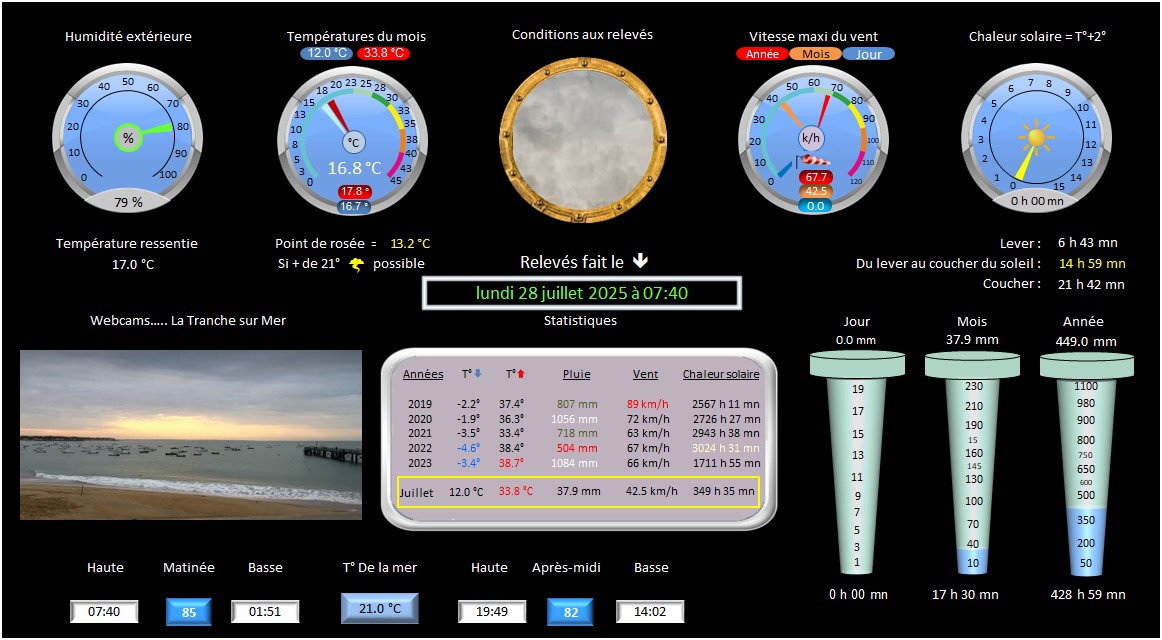 Humidité extérieure
Températures du mois
12.0 °C 33.8 °C
Conditions aux relevés
Vitesse maxi du vent
Année Mois Jour
Chaleur solaire = T°+2°
0 10 20 30 40 50 60 70 80 90 100
%
79 %
0 3 5 8 10 13 15 18 20 23 25 28 30 33 35 38 40 43 45
°C
16.8 °C
17.8 °
16.7 °
0 10 20 30 40 50 60 70 80 90 100 110 120
k/h
67.7
42.5
0.0
0 1 2 3 4 5 6 7 8 9 10 11 12 13 14 15
0 h 00 mn
Température ressentie
17.0 °C
Point de rosée = 13.2 °C
Si + de 21° possible
Relevés fait le
lundi 28 juillet 2025 à 07:40
Lever : 6 h 43 mn
Du lever au coucher du soleil : 14 h 59 mn
Coucher : 21 h 42 mn
Webcams..... La Tranche sur Mer
Statistiques
Années T° T° Pluie Vent Chaleur solaire
2019 -2.2° 37.4° 807 mm 89 km/h 2567 h 11 mn
2020 -1.9° 36.3° 1056 mm 72 km/h 2726 h 27 mn
2021 -3.5° 33.4° 718 mm 63 km/h 2943 h 38 mn
2022 -4.6° 38.4° 504 mm 67 km/h 3024 h 31 mn
2023 -3.4° 38.7° 1084 mm 66 km/h 1711 h 55 mn
Juillet 12.0 °C 33.8 °C 37.9 mm 42.5 km/h 349 h 35 mn
Jour
0.0 mm
19
17
15
13
11
9
7
5
3
1
0 h 00 mn
Mois
37.9 mm
230
210
190
15
160
145
130
100
70
40
10
17 h 30 mn
Année
449.0 mm
1100
980
900
800
750
650
600
500
350
200
50
428 h 59 mn
Haute Matinée Basse T° De la mer Haute Après-midi Basse
07:40 85 01:51 21.0 °C 19:49 82 14:02